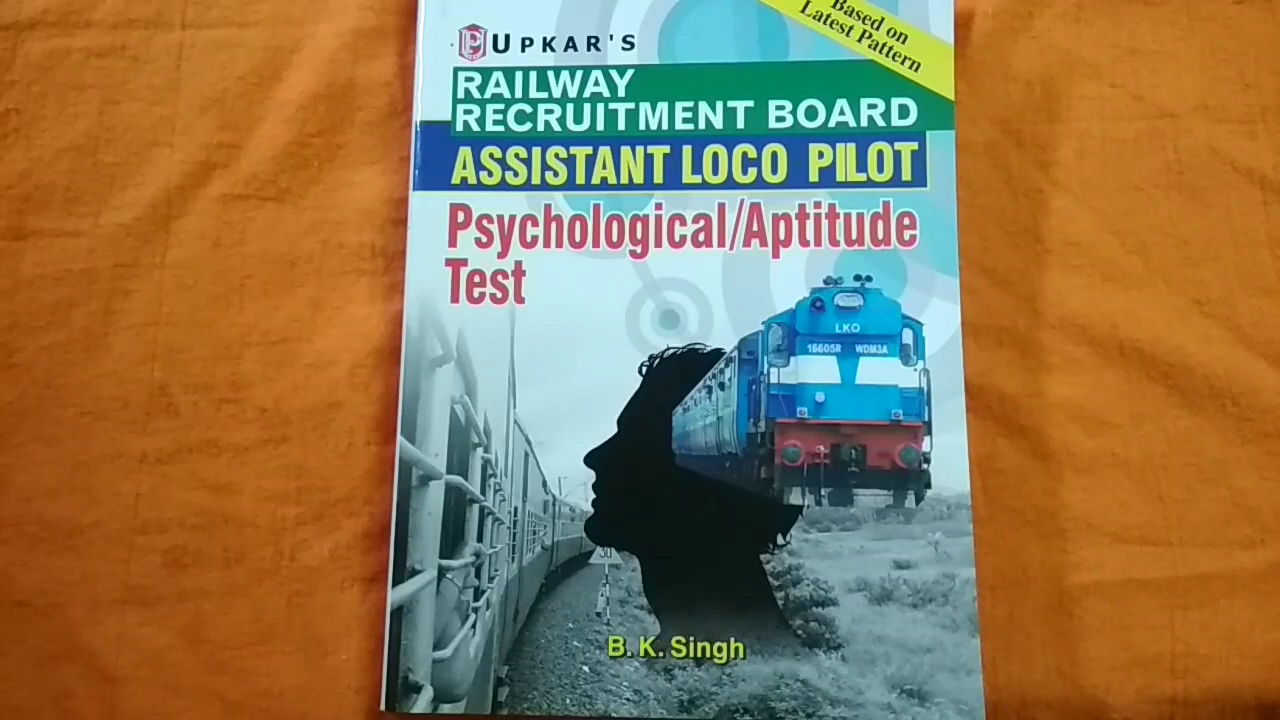 UPKAR'S
Based on
Latest Pattern
RAILWAY
RECRUITMENT BOARD
ASSISTANT LOCO PILOT
Psychological/Aptitude
Test
LKO
16605R WDM3A
30
B. K. Singh